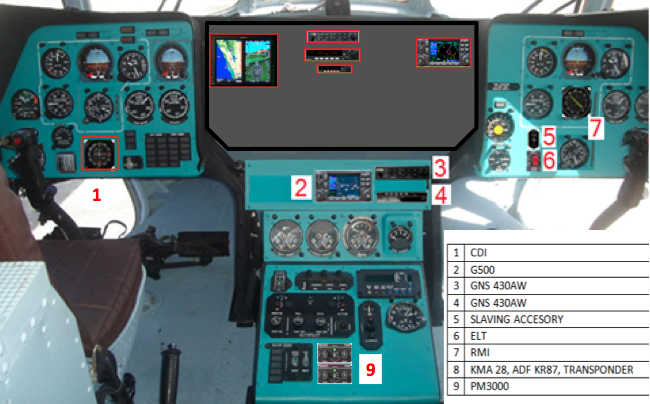 1
2
3
4
5
6
7
9
1 CDI
2 G500
3 GNS 430AW
4 GNS 430AW
5 SLAVING ACCESORY
6 ELT
7 RMI
8 KMA 28, ADF KR87, TRANSPONDER
9 PM3000